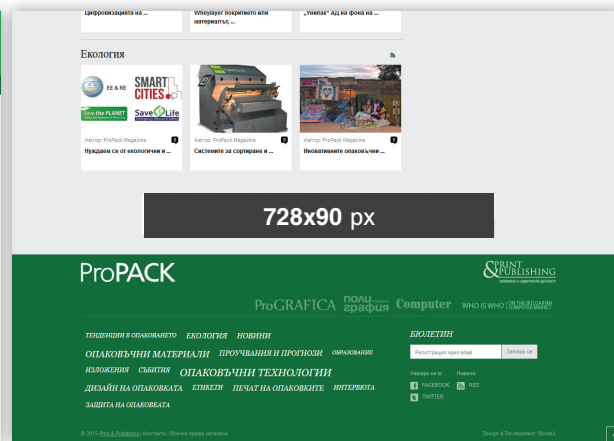 Цифровизацията на ...
Wheylayer покритието или материалът, ...
„Унипак“ АД на фона на ...
Екология
EE & RE
SMART CITIES
Save the PLANET
Save Life
Автор: ProPack Magazine
0
Нуждаем се от екологични и ...
Автор: ProPack Magazine
0
Системите за сортиране и ...
Автор: ProPack Magazine
0
Иновативните опаковъчни ...
728x90 px
ProPACK
PRINT & PUBLISHING
ProGRAFICA
полиграфия
Computer
WHO IS WHO | ON THE BULGARIAN COMPUTER MARKET
ТЕНДЕНЦИИ В ОПАКОВАНЕТО ЕКОЛОГИЯ НОВИНИ
ОПАКОВЪЧНИ МАТЕРИАЛИ ПРОУЧВАНИЯ И ПРОГНОЗИ ОБРАЗОВАНИЕ
ИЗЛОЖЕНИЯ СЪБИТИЯ ОПАКОВЪЧНИ ТЕХНОЛОГИИ
ДИЗАЙН НА ОПАКОВКАТА ЕТИКЕТИ ПЕЧАТ НА ОПАКОВКИТЕ ИНТЕРВЮТА
ЗАЩИТА НА ОПАКОВКАТА
БЮЛЕТИН
Регистрация чрез email
Запиши се
Намери ни в:
Новини:
FACEBOOK
RSS
TWITTER
© 2015 Print & Publishing | Контакти | Всички права запазени.
Design & Development: StudioX